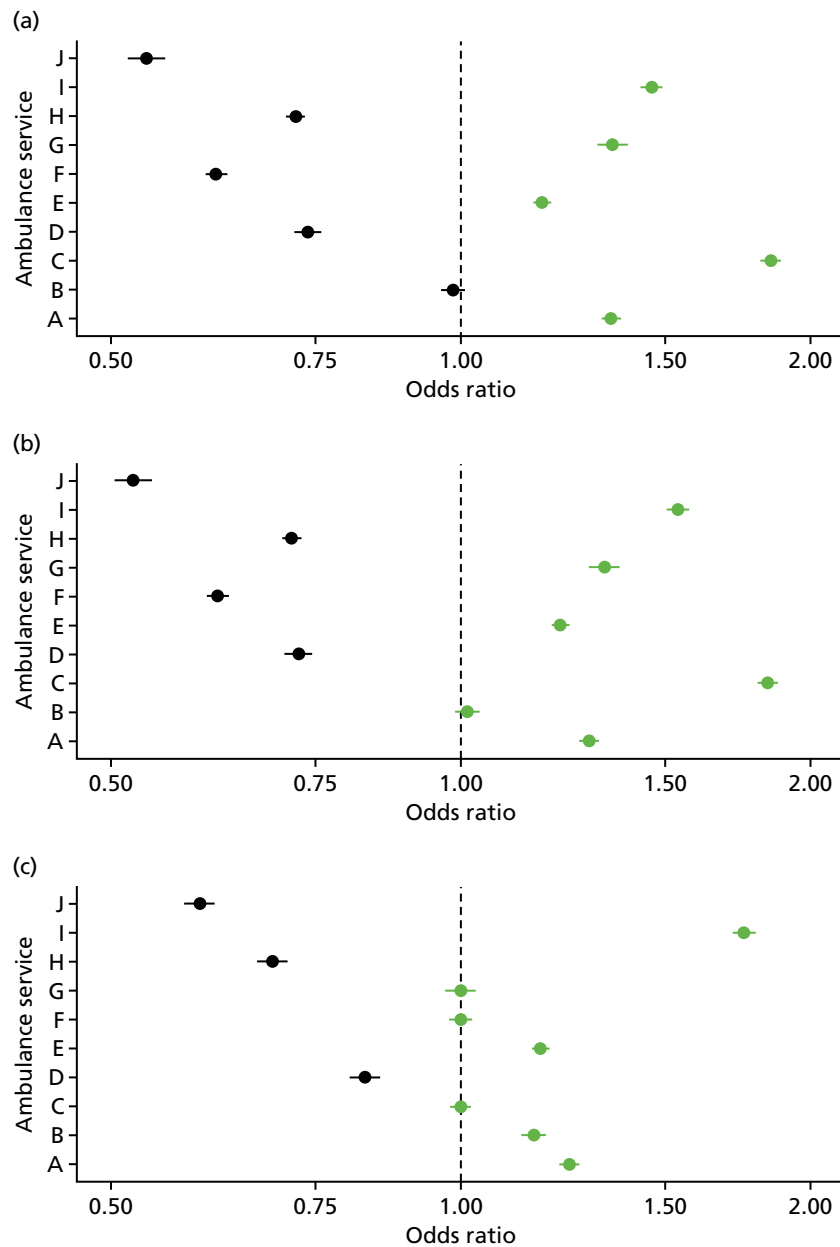 (a)
Ambulance service
J
I
H
G
F
E
D
C
B
A
0.50 0.75 1.00 1.50 2.00
Odds ratio
(b)
Ambulance service
J
I
H
G
F
E
D
C
B
A
0.50 0.75 1.00 1.50 2.00
Odds ratio
(c)
Ambulance service
J
I
H
G
F
E
D
C
B
A
0.50 0.75 1.00 1.50 2.00
Odds ratio